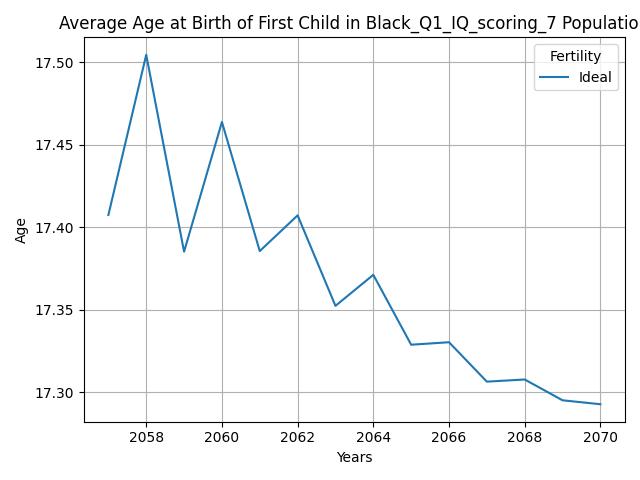 Average Age at Birth of First Child in Black_Q1_IQ_scoring_7 Populatio
Fertility
Ideal
17.50
17.45
17.40
17.35
17.30
Age
2058 2060 2062 2064 2066 2068 2070
Years